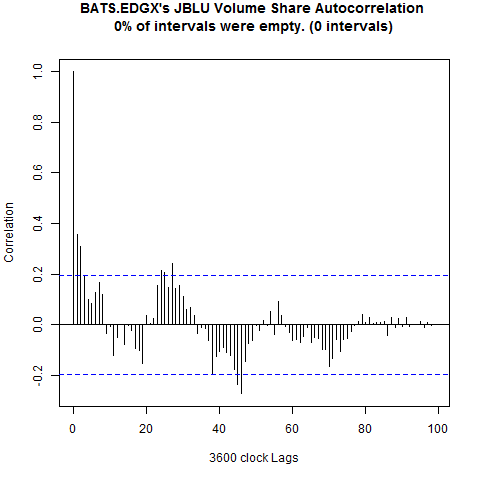 BATS.EDGX's JBLU Volume Share Autocorrelation
0% of intervals were empty. (0 intervals)
Correlation
1.0
0.8
0.6
0.4
0.2
0.0
-0.2
0 20 40 60 80 100
3600 clock Lags